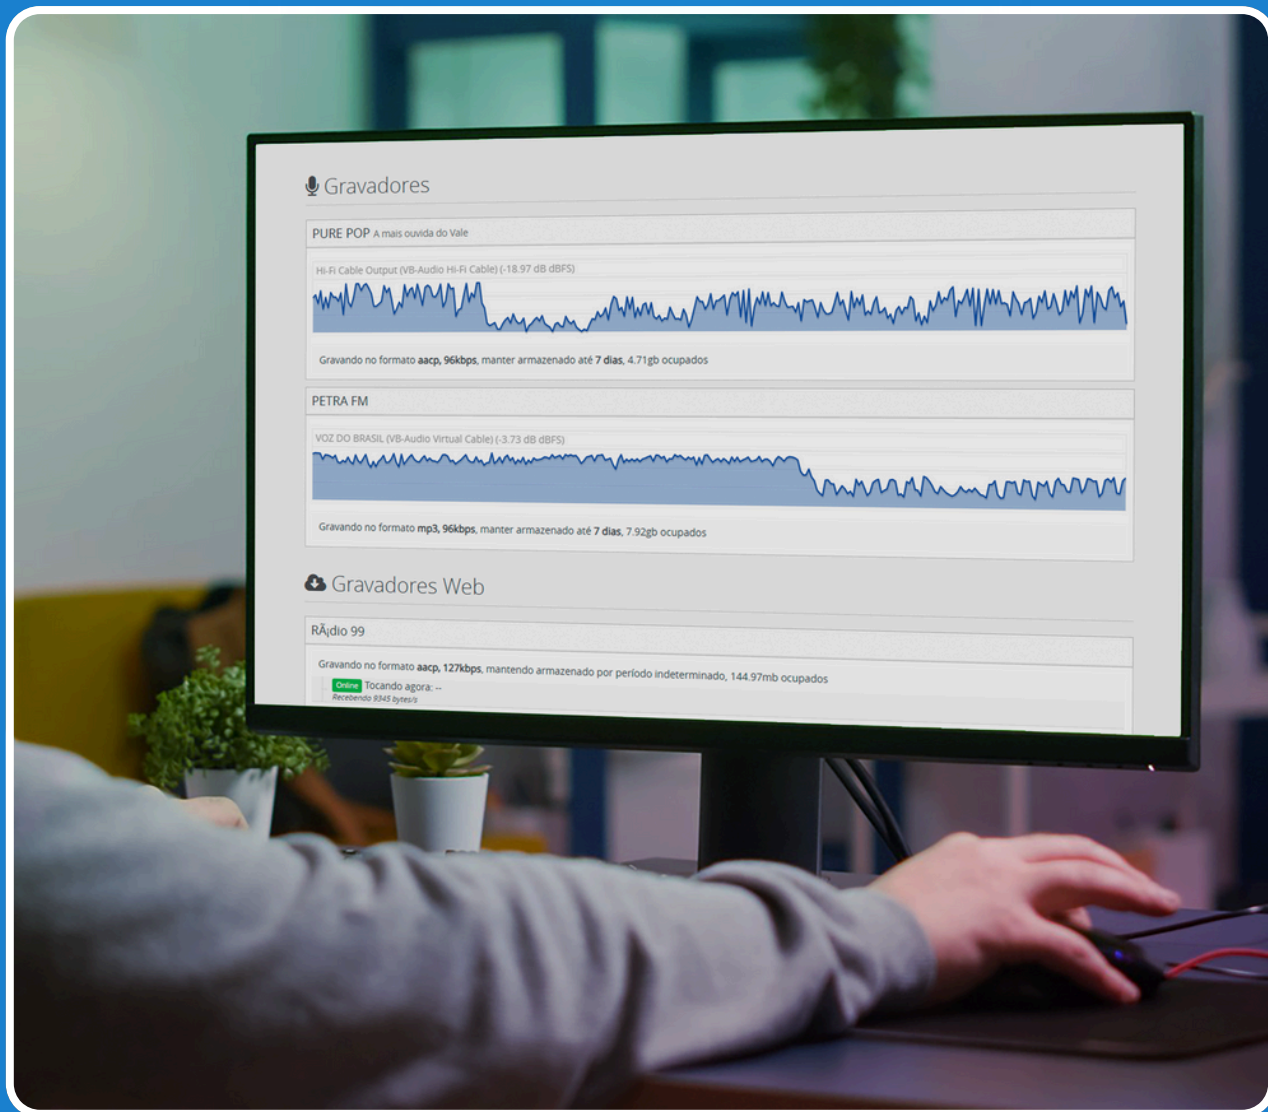 Gravadores
PURE POP A mais ouvida do Vale
Hi-Fi Cable Output (VB-Audio Hi-Fi Cable) (-18.97 dB dBFS)
Gravando no formato aacp, 96kbps, manter armazenado até 7 dias, 4.71gb ocupados
PETRA FM
VOZ DO BRASIL (VB-Audio Virtual Cable) (-3.73 dB dBFS)
Gravando no formato mp3, 96kbps, manter armazenado até 7 dias, 7.92gb ocupados
Gravadores Web
RÃ¡dio 99
Gravando no formato aacp, 127kbps, mantendo armazenado por período indeterminado, 144.97mb ocupados
Online Tocando agora: --
Recebendo 9345 bytes/s